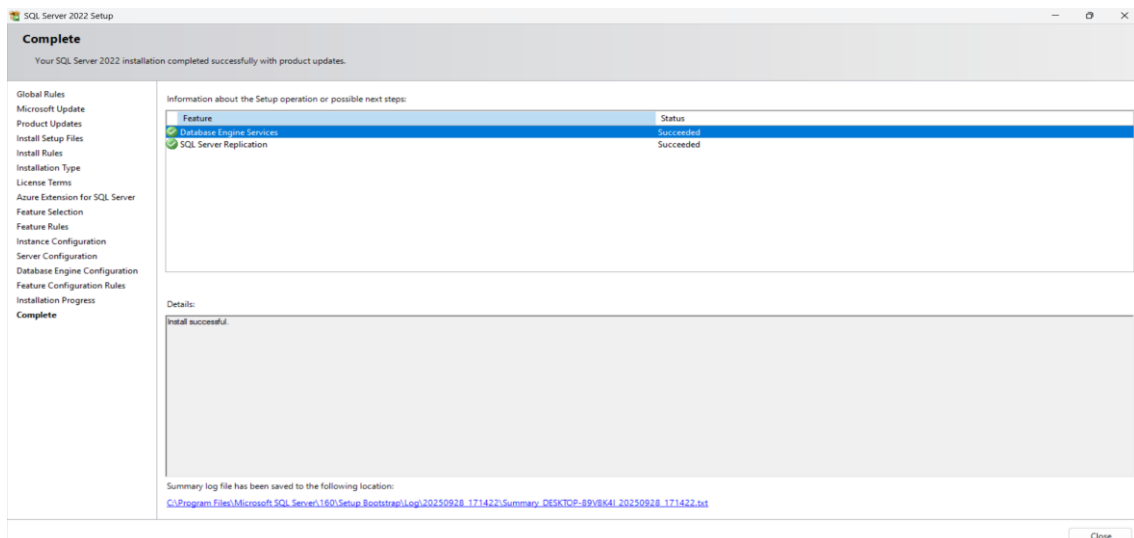 SQL Server 2022 Setup
Complete
Your SQL Server 2022 installation completed successfully with product updates.
Global Rules
Microsoft Update
Product Updates
Install Setup Files
Install Rules
Installation Type
License Terms
Azure Extension for SQL Server
Feature Selection
Feature Rules
Instance Configuration
Server Configuration
Database Engine Configuration
Feature Configuration Rules
Installation Progress
Complete
Information about the Setup operation or possible next steps:
Feature Status
Database Engine Services Succeeded
SQL Server Replication Succeeded
Details:
Install successful.
Summary log file has been saved to the following location:
C:\Program Files\Microsoft SQL Server\160\Setup Bootstrap\Log\20250928_171422\Summary_DESKTOP-89V8K4I_20250928_171422.txt
Close